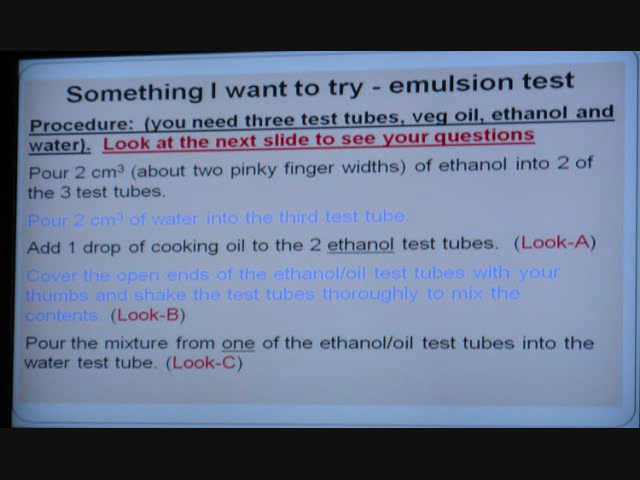 Something I want to try - emulsion test
Procedure: (you need three test tubes, veg oil, ethanol and
water). Look at the next slide to see your questions
Pour 2 cm³ (about two pinky finger widths) of ethanol into 2 of
the 3 test tubes.
Pour 2 cm³ of water into the third test tube.
Add 1 drop of cooking oil to the 2 ethanol test tubes. (Look-A)
Cover the open ends of the ethanol/oil test tubes with your
thumbs and shake the test tubes thoroughly to mix the
contents. (Look-B)
Pour the mixture from one of the ethanol/oil test tubes into the
water test tube. (Look-C)